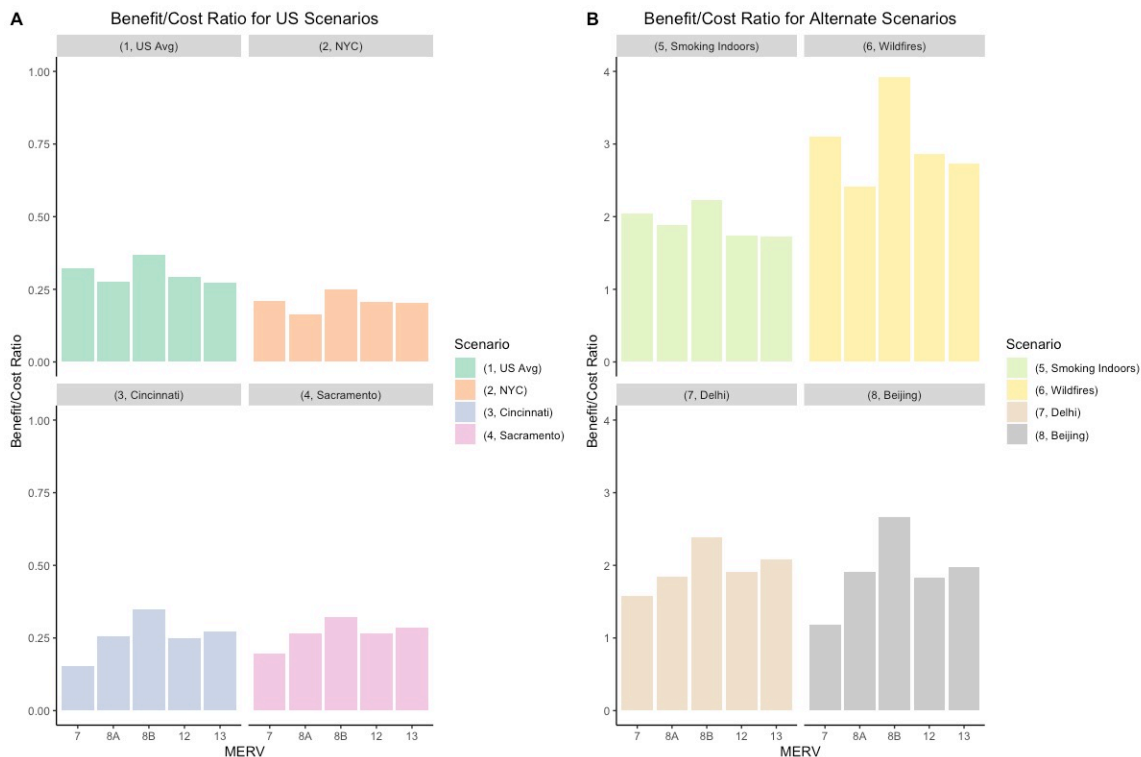 A
Benefit/Cost Ratio for US Scenarios
(1, US Avg)
(2, NYC)
1.00
0.75
0.50
0.25
0.00
(3, Cincinnati)
(4, Sacramento)
1.00
0.75
0.50
0.25
0.00
Benefit/Cost Ratio
7 8A 8B 12 13
7 8A 8B 12 13
MERV
Scenario
(1, US Avg)
(2, NYC)
(3, Cincinnati)
(4, Sacramento)
B
Benefit/Cost Ratio for Alternate Scenarios
(5, Smoking Indoors)
(6, Wildfires)
4
3
2
1
0
(7, Delhi)
(8, Beijing)
4
3
2
1
0
Benefit/Cost Ratio
7 8A 8B 12 13
7 8A 8B 12 13
MERV
Scenario
(5, Smoking Indoors)
(6, Wildfires)
(7, Delhi)
(8, Beijing)